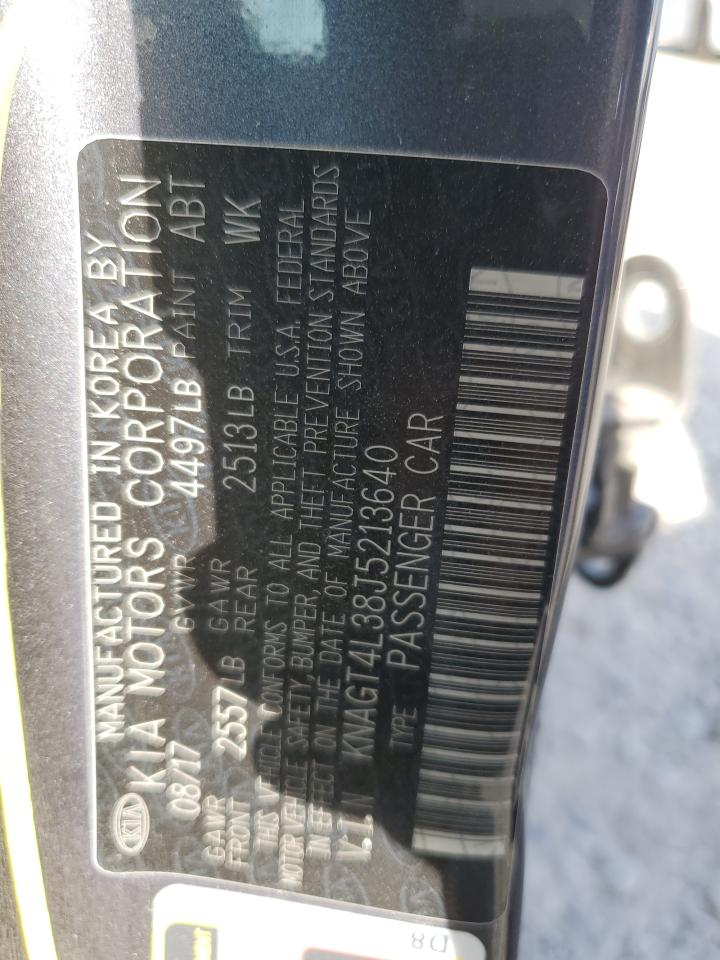 KIA
MANUFACTURED IN KOREA BY
KIA MOTORS CORPORATION
08/17 GVWR 4497LB PAINT ABT
GAWR FRONT 2557LB GAWR REAR 2513LB TRIM WK
THIS VEHICLE CONFORMS TO ALL APPLICABLE U.S.A. FEDERAL
MOTOR VEHICLE SAFETY, BUMPER, AND THEFT PREVENTION STANDARDS
IN EFFECT ON THE DATE OF MANUFACTURE SHOWN ABOVE
V.I.N KNAGT4L38J5213640
TYPE PASSENGER CAR
D8